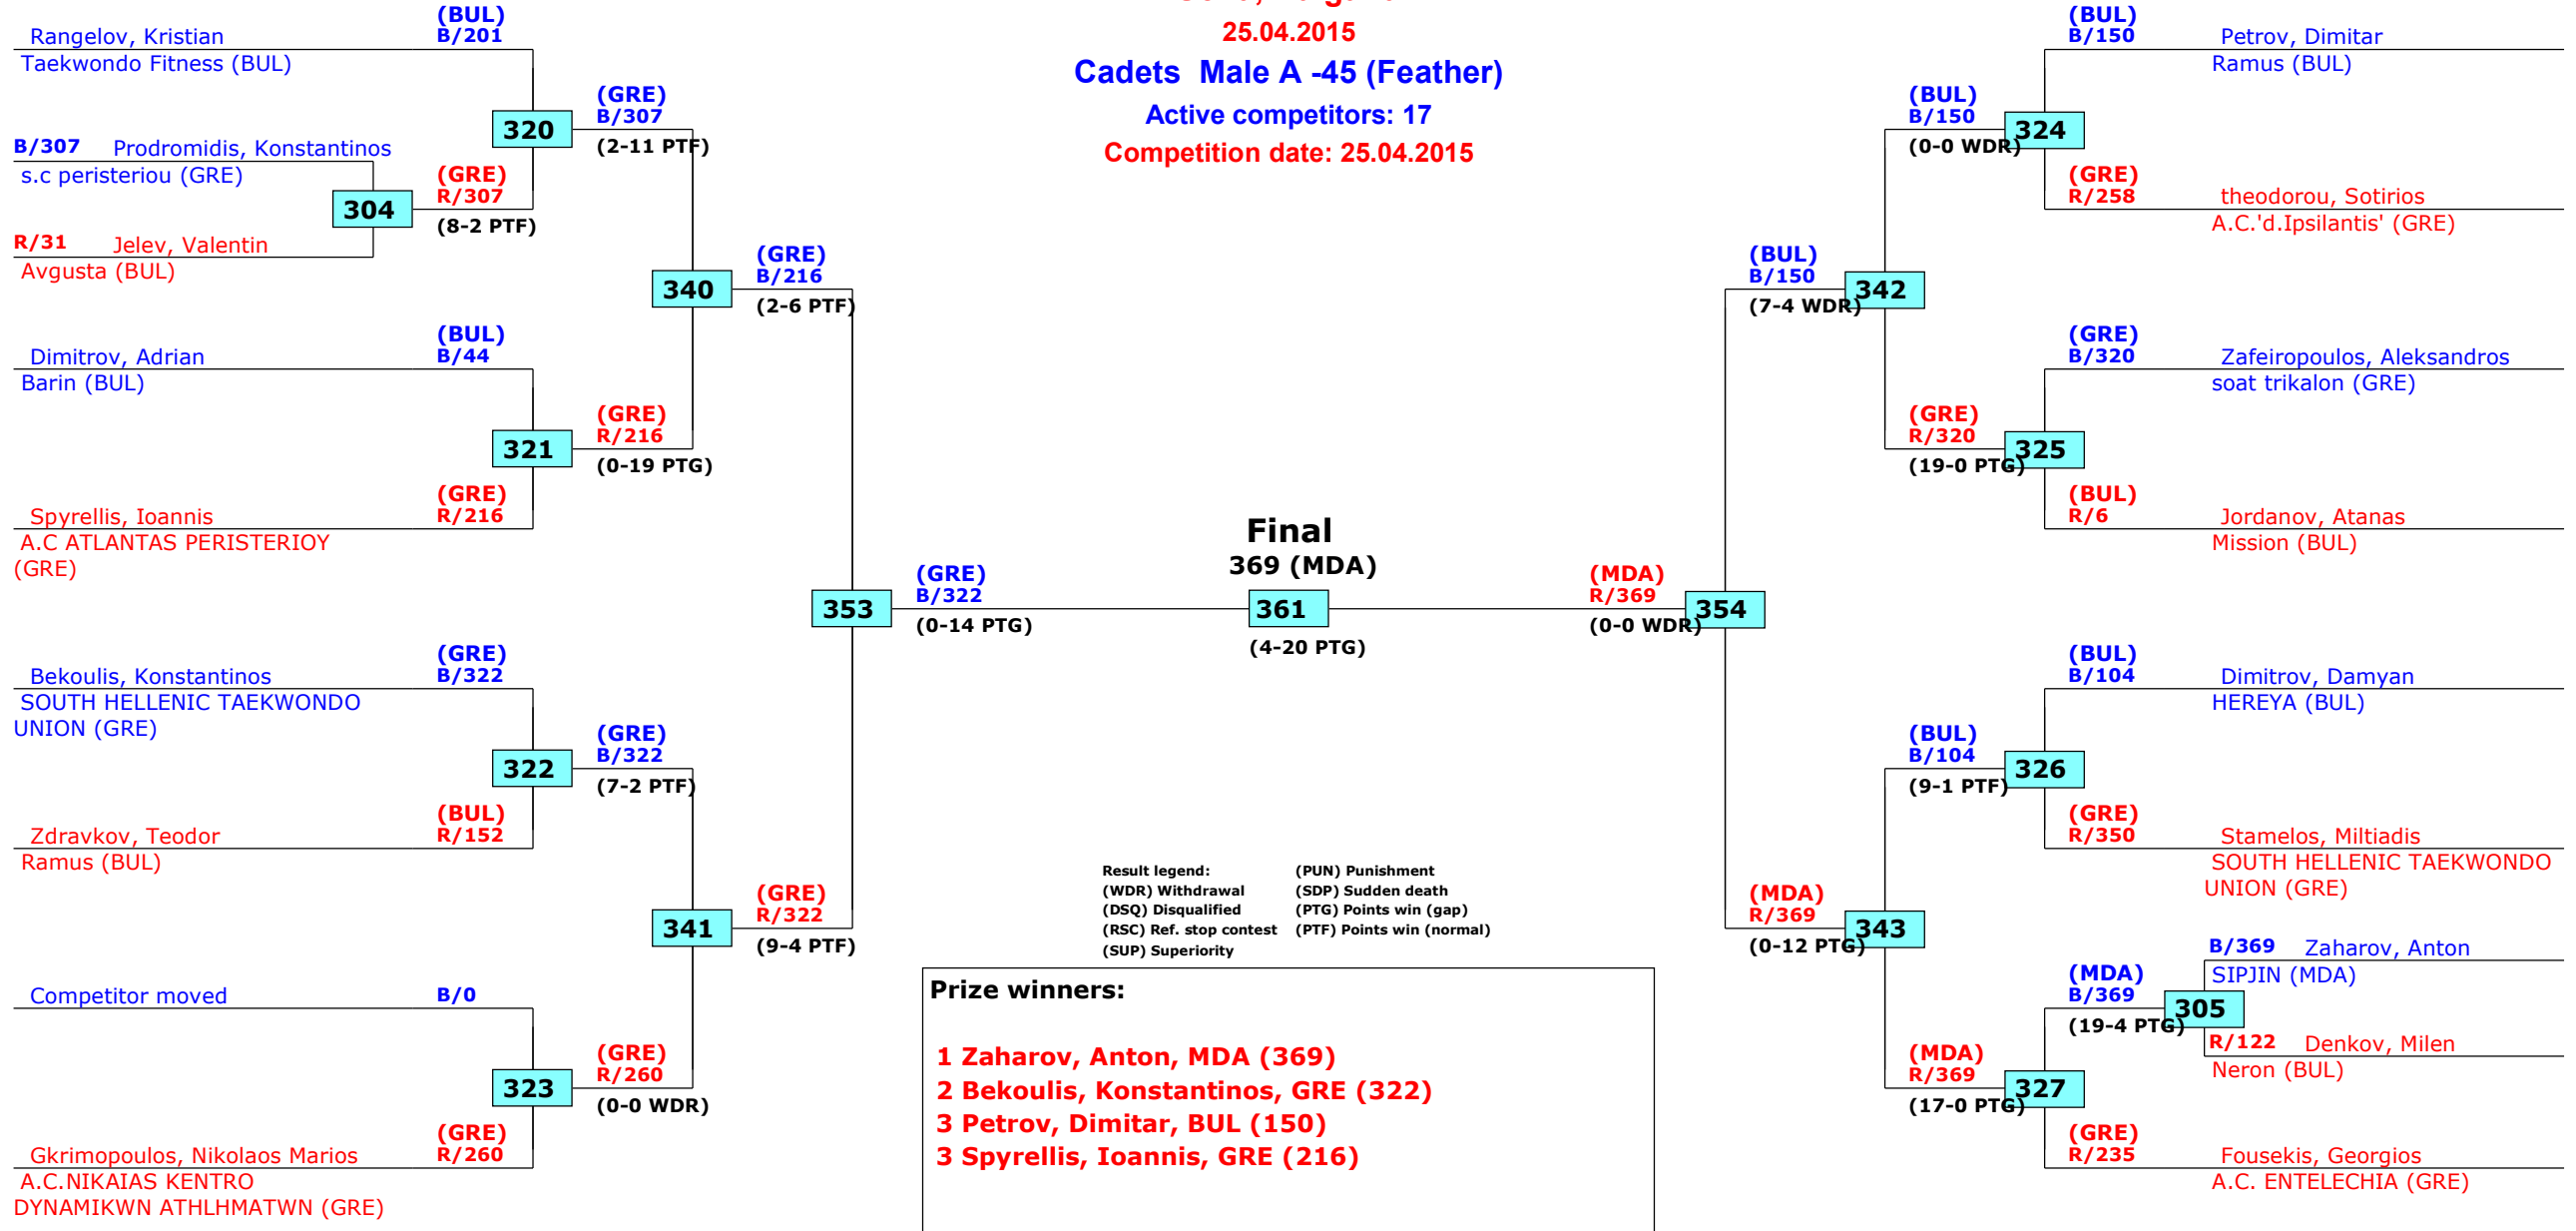 25.04.2015
Cadets Male A -45 (Feather)
Active competitors: 17
Competition date: 25.04.2015
Rangelov, Kristian
(BUL)
B/201
Taekwondo Fitness (BUL)
320
(GRE)
B/307
(2-11 PTF)
B/307 Prodromidis, Konstantinos
s.c peristeriou (GRE)
304
(GRE)
R/307
(8-2 PTF)
R/31 Jelev, Valentin
Avgusta (BUL)
340
(GRE)
B/216
(2-6 PTF)
Dimitrov, Adrian
(BUL)
B/44
Barin (BUL)
321
(GRE)
R/216
(0-19 PTG)
Spyrellis, Ioannis
(GRE)
R/216
A.C ATLANTAS PERISTERIOY
(GRE)
353
(GRE)
B/322
(0-14 PTG)
Bekoulis, Konstantinos
(GRE)
B/322
SOUTH HELLENIC TAEKWONDO
UNION (GRE)
322
(GRE)
B/322
(7-2 PTF)
Zdravkov, Teodor
(BUL)
R/152
Ramus (BUL)
341
(GRE)
R/322
(9-4 PTF)
Competitor moved
B/0
323
(GRE)
R/260
(0-0 WDR)
Gkrimopoulos, Nikolaos Marios
(GRE)
R/260
A.C.NIKAIAS KENTRO
DYNAMIKWN ATHLHMATWN (GRE)
Final
369 (MDA)
361
(4-20 PTG)
(MDA)
R/369
(0-0 WDR)
354
(BUL)
B/150
(7-4 WDR)
342
(BUL)
B/150
(0-0 WDR)
324
(BUL)
B/150
Petrov, Dimitar
Ramus (BUL)
(GRE)
R/258
theodorou, Sotirios
A.C.'d.Ipsilantis' (GRE)
(GRE)
R/320
(19-0 PTG)
325
(GRE)
B/320
Zafeiropoulos, Aleksandros
soat trikalon (GRE)
(BUL)
R/6
Jordanov, Atanas
Mission (BUL)
(MDA)
R/369
(0-12 PTG)
343
(BUL)
B/104
(9-1 PTF)
326
(BUL)
B/104
Dimitrov, Damyan
HEREYA (BUL)
(GRE)
R/350
Stamelos, Miltiadis
SOUTH HELLENIC TAEKWONDO
UNION (GRE)
(MDA)
R/369
(17-0 PTG)
327
(MDA)
B/369
(19-4 PTG)
305
B/369 Zaharov, Anton
SIPJIN (MDA)
R/122 Denkov, Milen
Neron (BUL)
(GRE)
R/235
Fousekis, Georgios
A.C. ENTELECHIA (GRE)
Result legend: (PUN) Punishment
(WDR) Withdrawal (SDP) Sudden death
(DSQ) Disqualified (PTG) Points win (gap)
(RSC) Ref. stop contest (PTF) Points win (normal)
(SUP) Superiority
Prize winners:
1 Zaharov, Anton, MDA (369)
2 Bekoulis, Konstantinos, GRE (322)
3 Petrov, Dimitar, BUL (150)
3 Spyrellis, Ioannis, GRE (216)